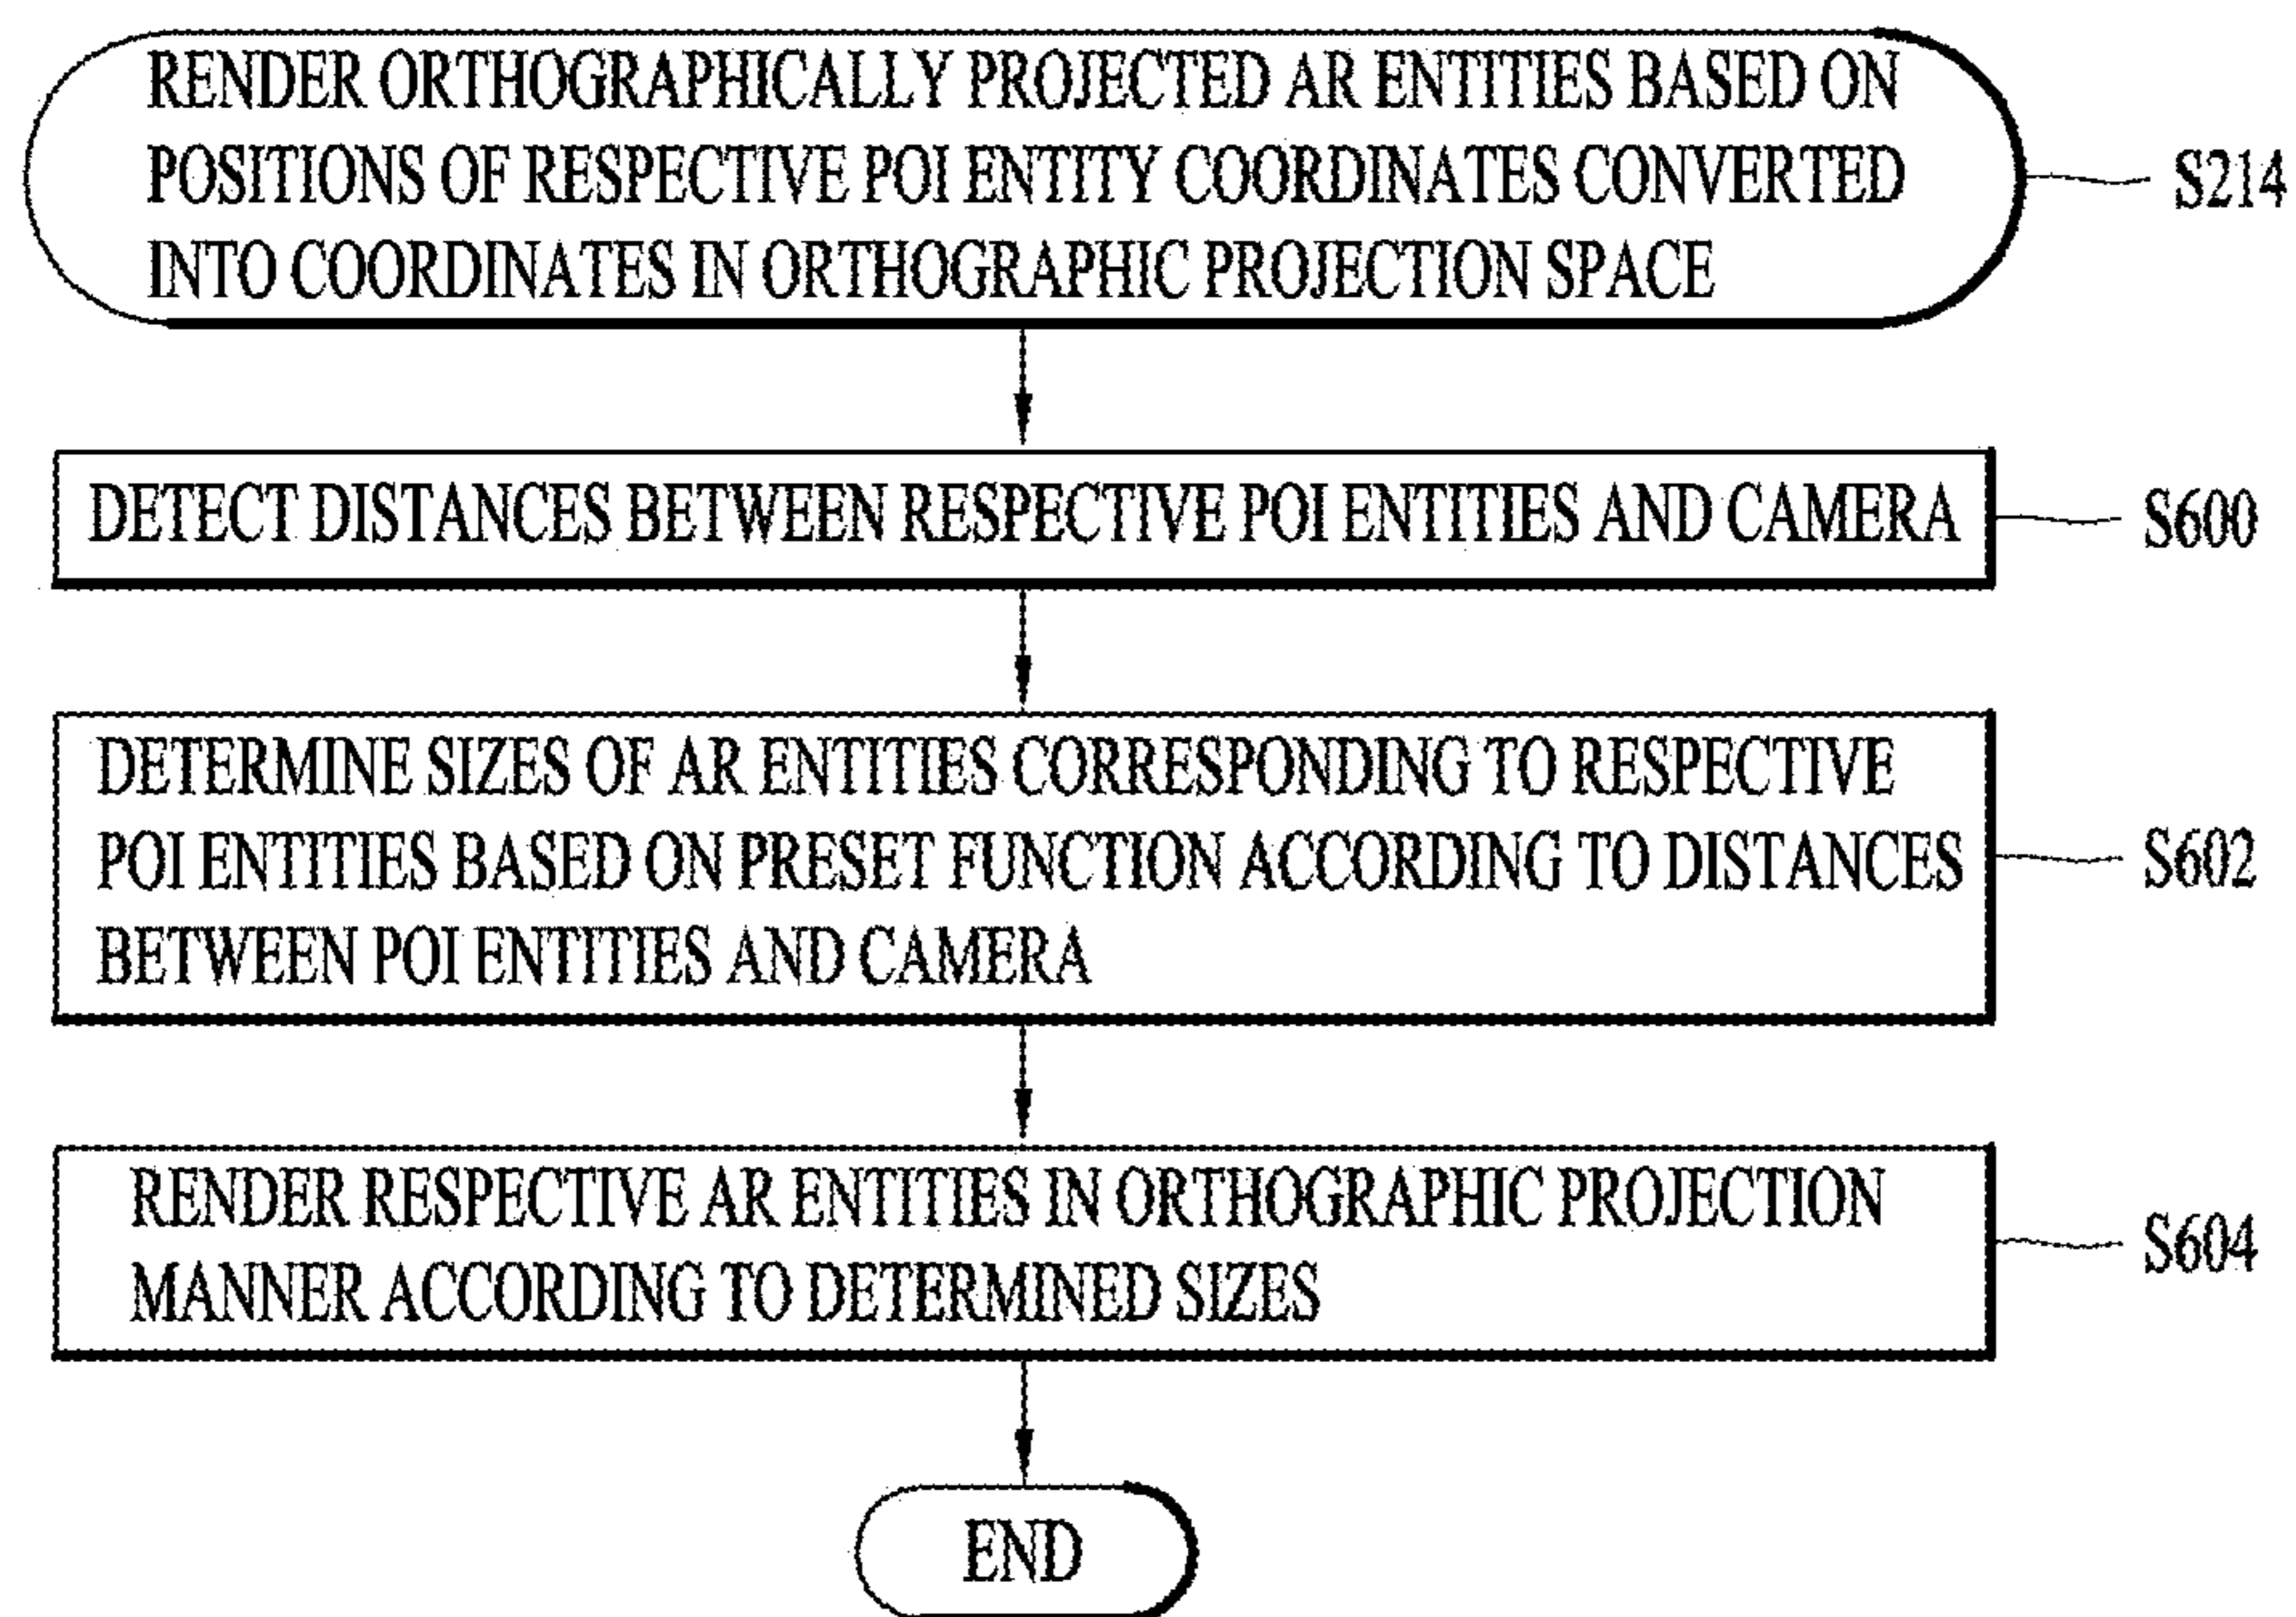 RENDER ORTHOGRAPHICALLY PROJECTED AR ENTITIES BASED ON
POSITIONS OF RESPECTIVE POI ENTITY COORDINATES CONVERTED
INTO COORDINATES IN ORTHOGRAPHIC PROJECTION SPACE
S214
DETECT DISTANCES BETWEEN RESPECTIVE POI ENTITIES AND CAMERA
S600
DETERMINE SIZES OF AR ENTITIES CORRESPONDING TO RESPECTIVE
POI ENTITIES BASED ON PRESET FUNCTION ACCORDING TO DISTANCES
BETWEEN POI ENTITIES AND CAMERA
S602
RENDER RESPECTIVE AR ENTITIES IN ORTHOGRAPHIC PROJECTION
MANNER ACCORDING TO DETERMINED SIZES
S604
END